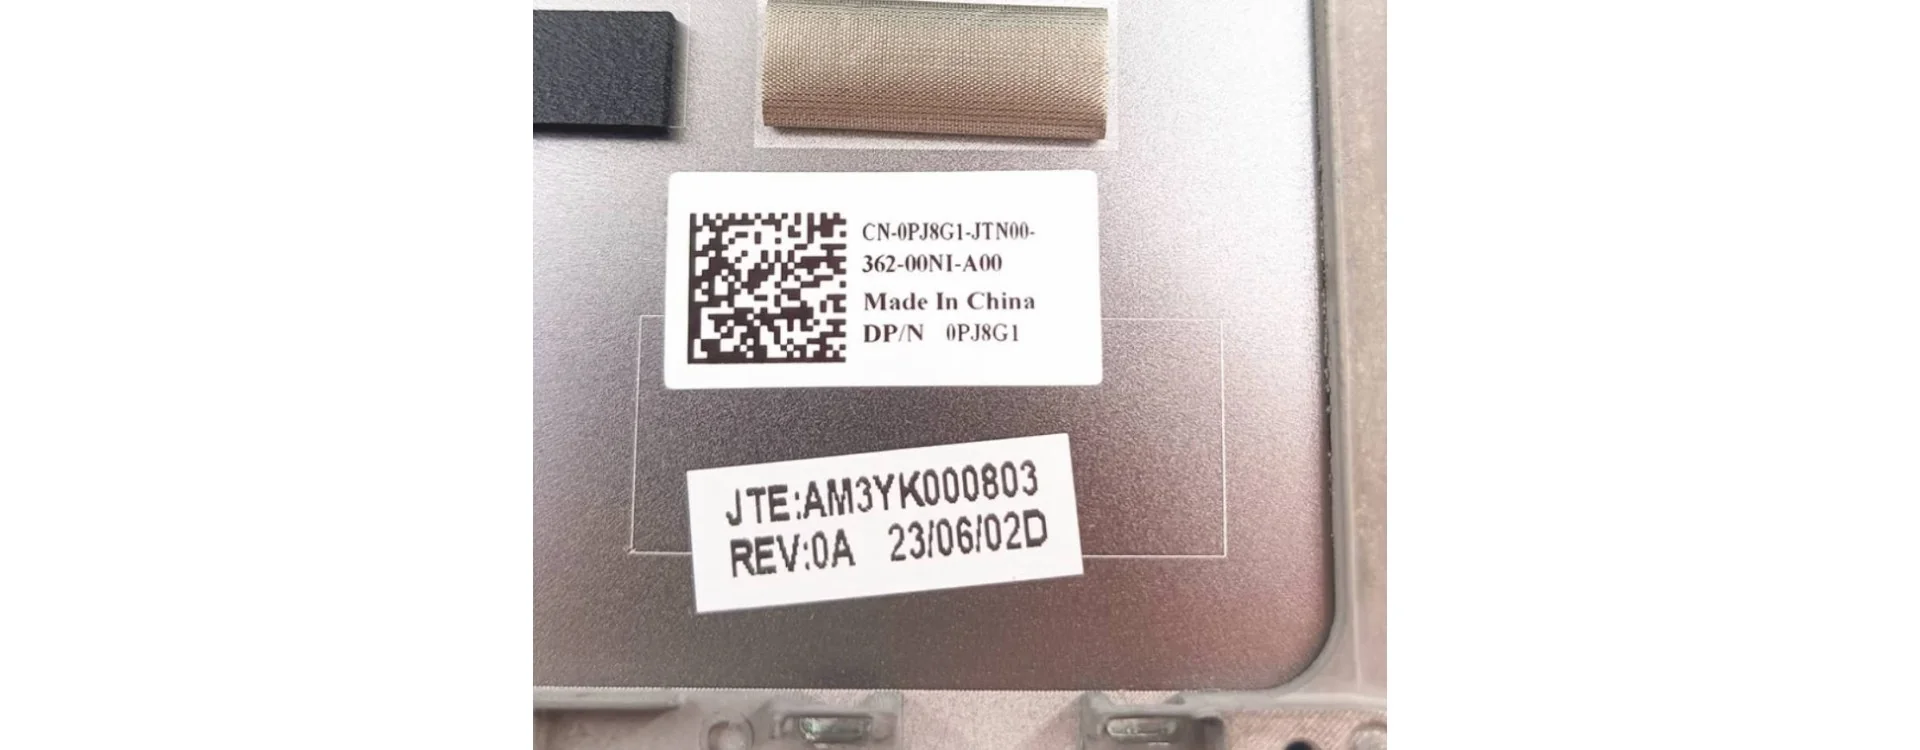 CN-0PJ8G1-JTN00-
362-00NI-A00
Made In China
DP/N 0PJ8G1
JTE:AM3YK000803
REV:0A 23/06/02D